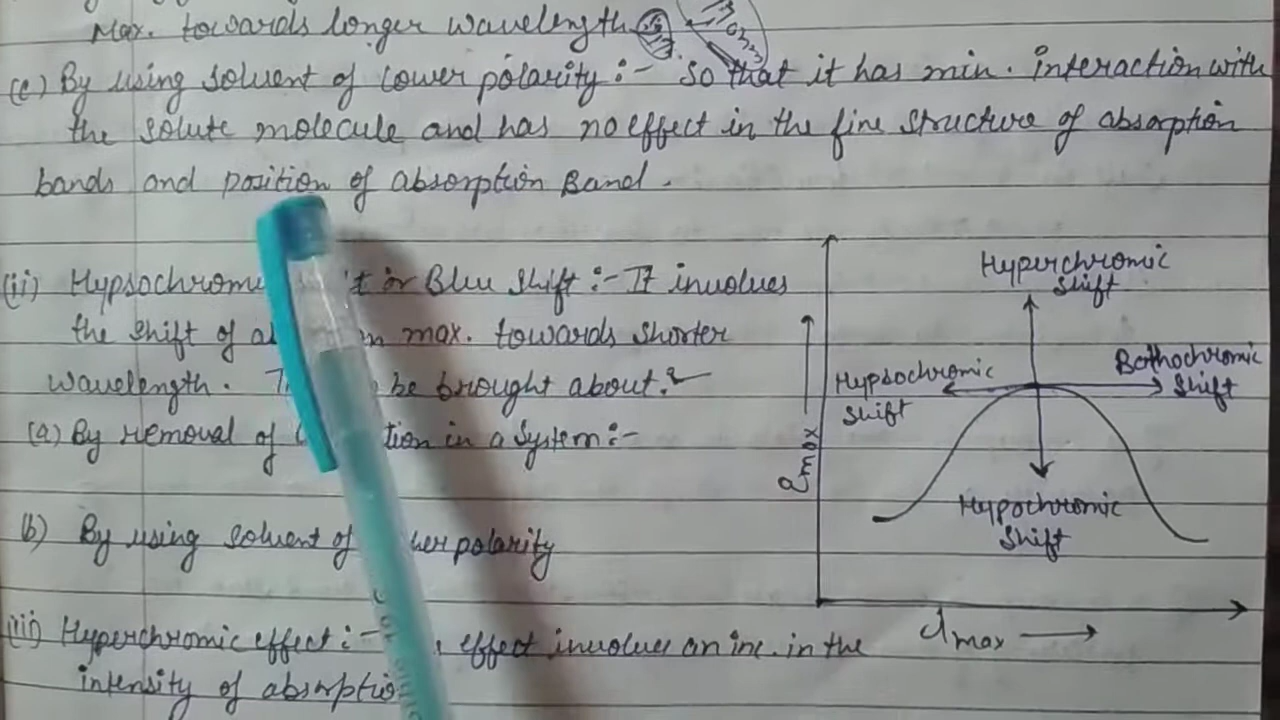 Max. towards longer wavelength
(c) By using solvent of lower polarity :- So that it has min. interaction with
the solute molecule and has no effect in the fine structure of absorption
bands and position of absorption Band.
(ii) Hypsochromic or Blue shift :- It involves
the shift of max. towards shorter
wavelength. be brought about.
(a) By removal of in a system :-
(b) By using solvent of polarity
(iii) Hyperchromic effect :- effect involves an inc. in the
intensity of absorption
Hyperchromic
shift
Hypsochromic
shift
Bathochromic
shift
Hypochromic
shift
εmax
λmax